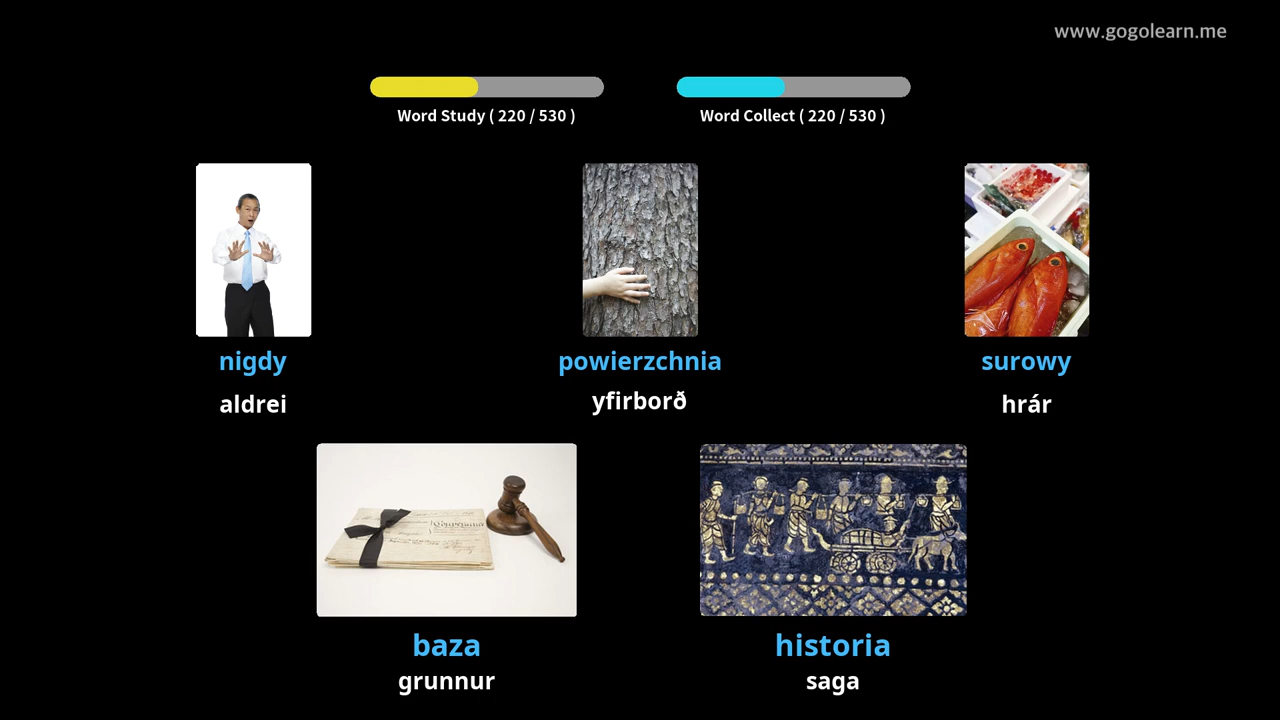 www.gogolearn.me
Word Study ( 220 / 530 )
Word Collect ( 220 / 530 )
nigdy
aldrei
powierzchnia
yfirborð
surowy
hrár
baza
grunnur
historia
saga